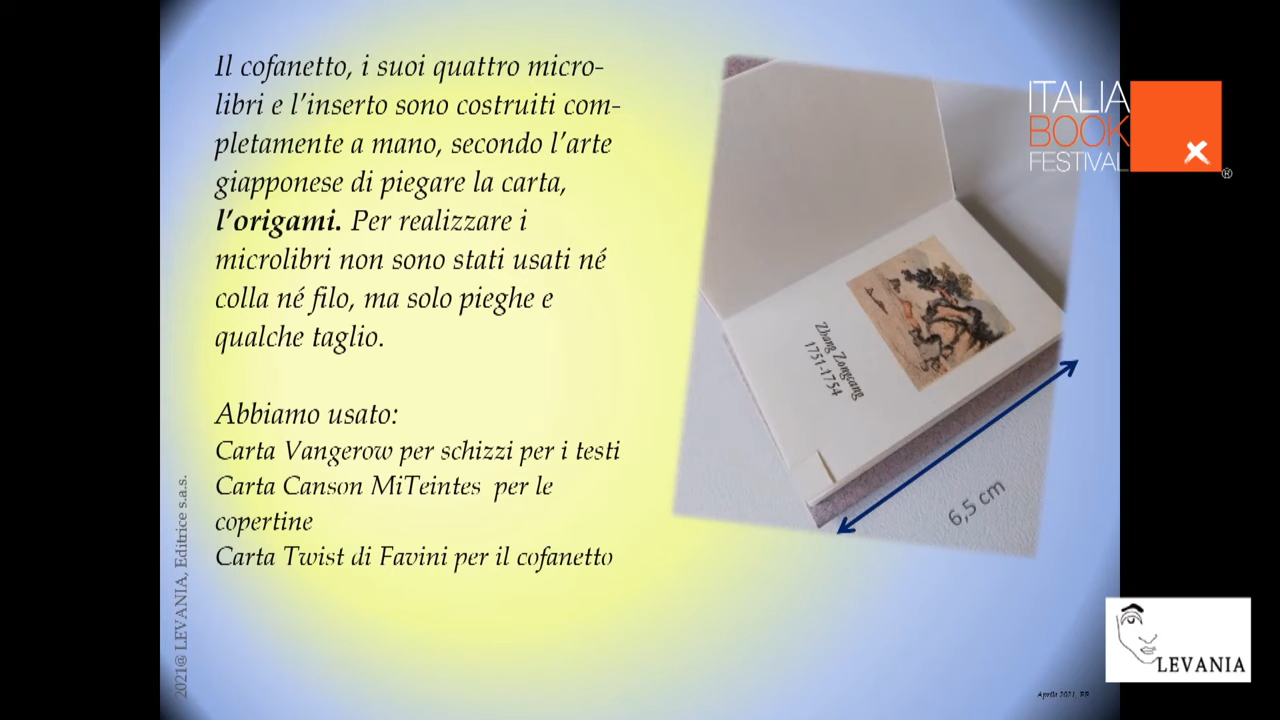 Il cofanetto, i suoi quattro micro-
libri e l'inserto sono costruiti com-
pletamente a mano, secondo l'arte
giapponese di piegare la carta,
l'origami. Per realizzare i
microlibri non sono stati usati né
colla né filo, ma solo pieghe e
qualche taglio.
Abbiamo usato:
Carta Vangerow per schizzi per i testi
Carta Canson MiTeintes per le
copertine
Carta Twist di Favini per il cofanetto
2021@ LEVANIA, Editrice s.a.s.
Zhang Zongcang
1751-1754
6,5 cm
ITALIA
BOOK
FESTIVAL
®
LEVANIA
Aprile 2021, PP